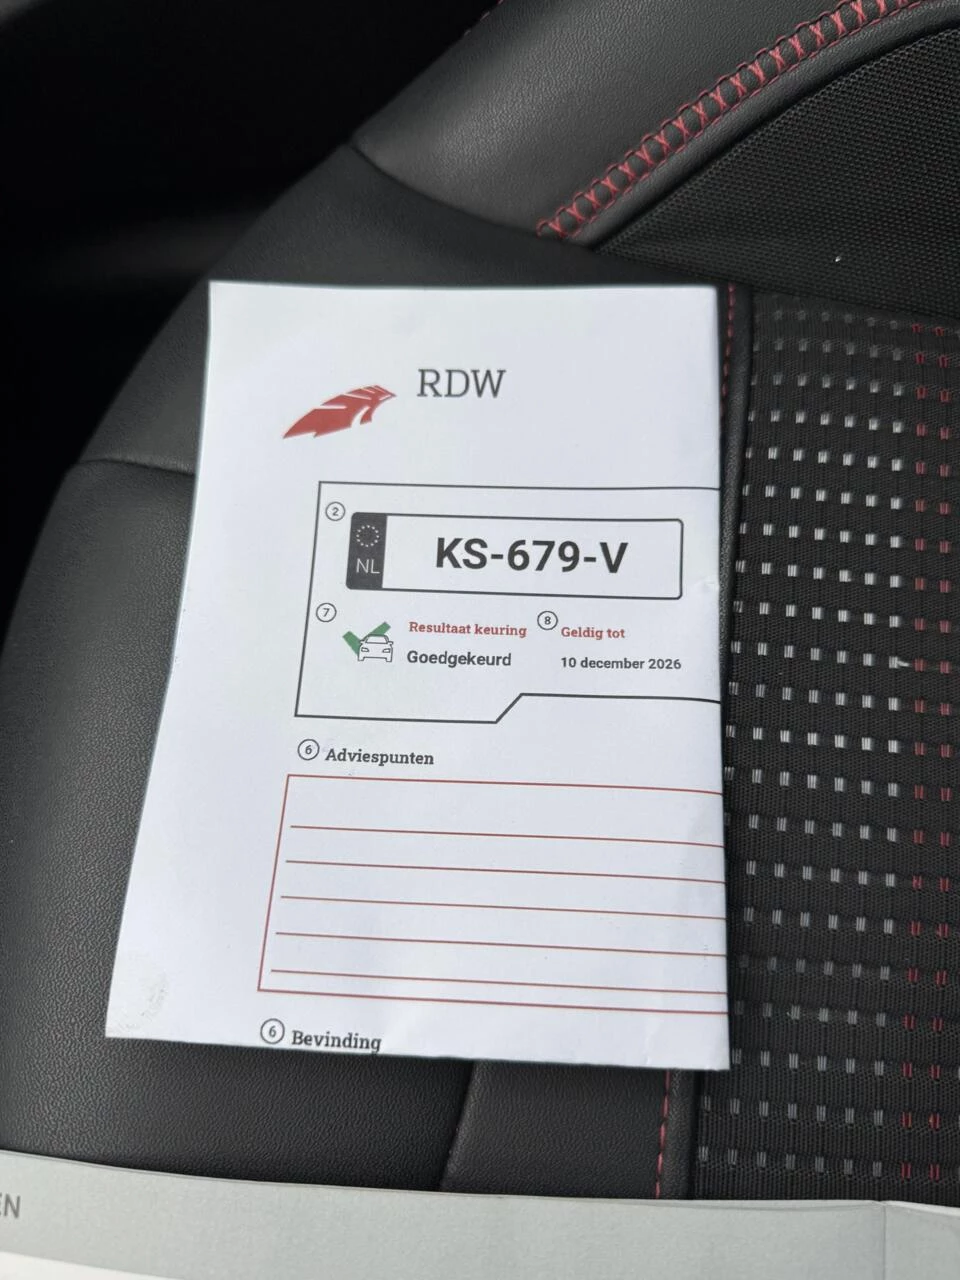 RDW
2
NL
KS-679-V
7
Resultaat keuring
Goedgekeurd
8
Geldig tot
10 december 2026
6 Adviespunten
6 Bevinding
EN